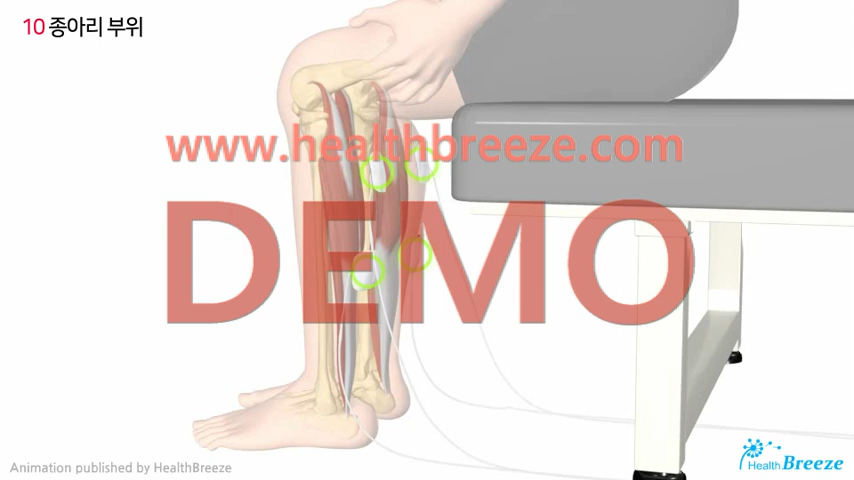 10 종아리 부위
www.healthbreeze.com
DEMO
Animation published by HealthBreeze
Health Breeze